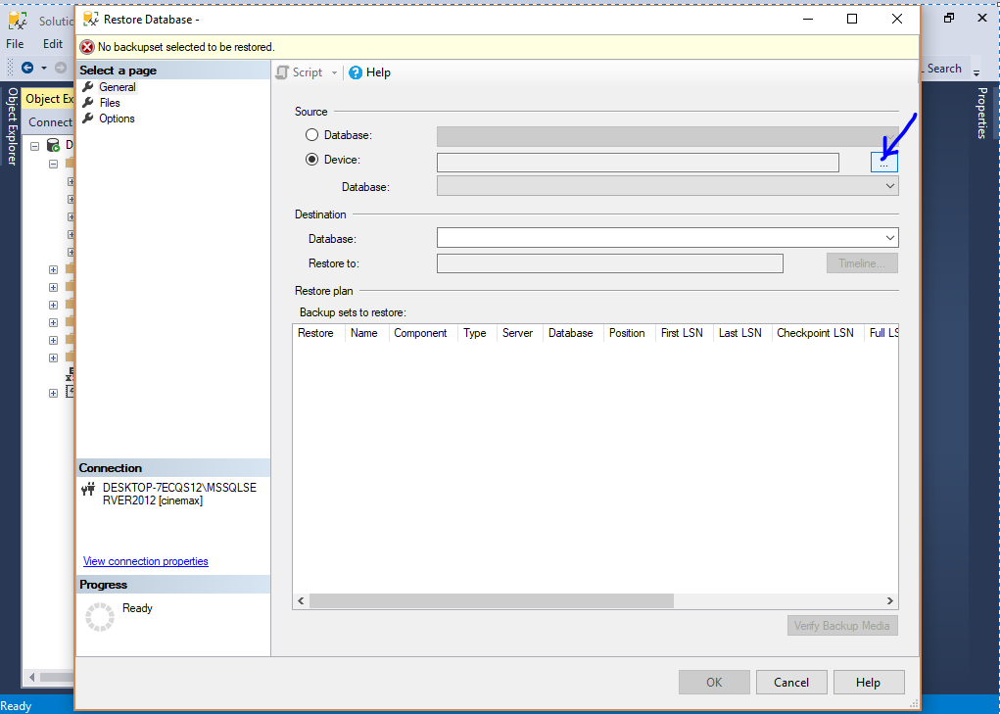 Solutio
Restore Database -
File Edit
No backupset selected to be restored.
Search
Select a page
General
Files
Options
Script
Help
Object Explorer
Object Ex
Connect
D
Properties
Source
Database:
Device:
...
Database:
Destination
Database:
Restore to:
Timeline...
Restore plan
Backup sets to restore:
Restore Name Component Type Server Database Position First LSN Last LSN Checkpoint LSN Full LS
Connection
DESKTOP-7ECQS12\MSSQLSE
RVER2012 [cinemax]
View connection properties
Progress
Ready
Verify Backup Media
OK Cancel Help
Ready